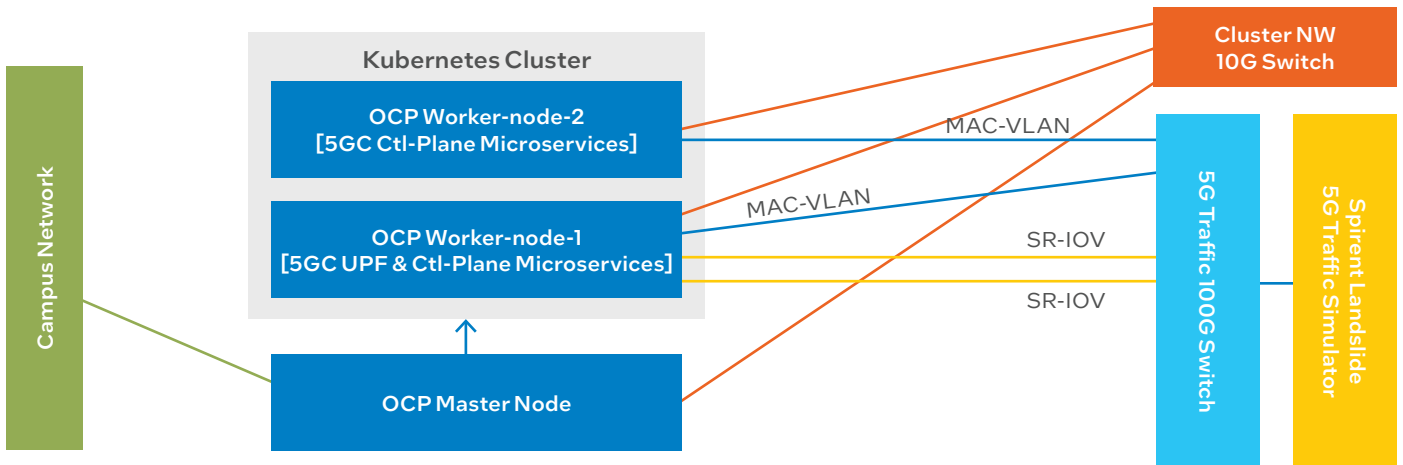 Campus Network
Kubernetes Cluster
OCP Worker-node-2
[5GC Ctl-Plane Microservices]
OCP Worker-node-1
[5GC UPF & Ctl-Plane Microservices]
OCP Master Node
MAC-VLAN
MAC-VLAN
SR-IOV
SR-IOV
Cluster NW
10G Switch
5G Traffic 100G Switch
Spirent Landslide
5G Traffic Simulator